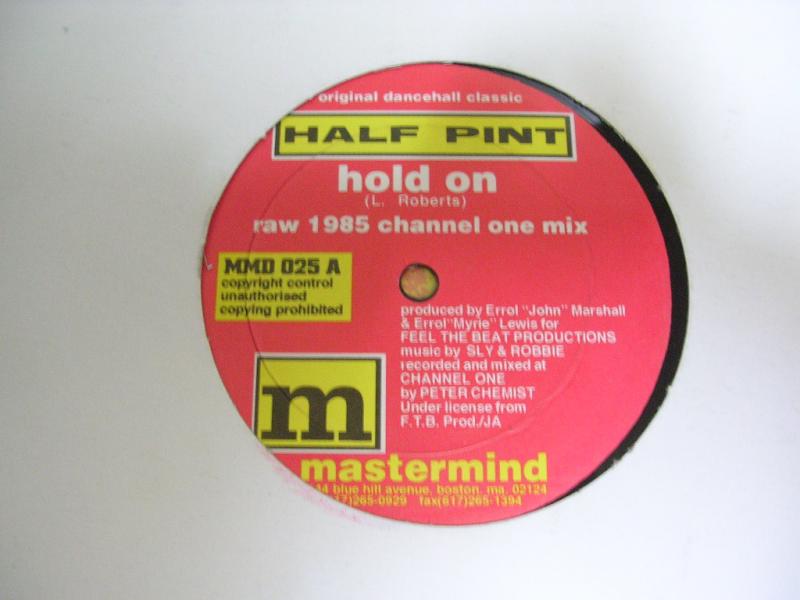 original dancehall classic
HALF PINT
hold on
(L. Roberts)
raw 1985 channel one mix
MMD 025 A
copyright control
unauthorised
copying prohibited
produced by Errol "John" Marshall
& Errol "Myrie" Lewis for
FEEL THE BEAT PRODUCTIONS
music by SLY & ROBBIE
recorded and mixed at
CHANNEL ONE
by PETER CHEMIST
Under license from
F.T.B. Prod./JA
m
mastermind
blue hill avenue, boston, ma. 02124
265-0929 fax(617)265-1394